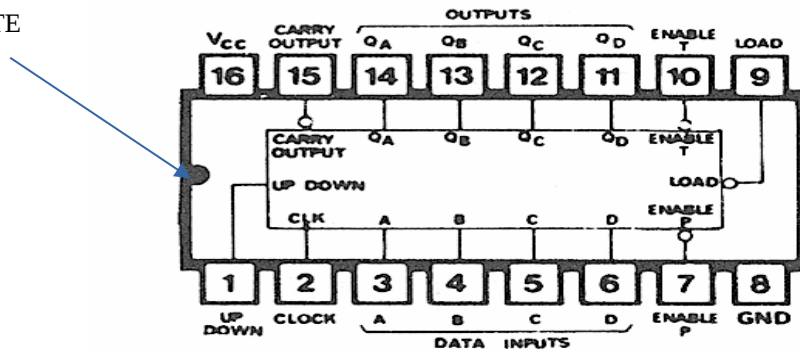 TE
OUTPUTS
VCC CARRY OUTPUT QA QB QC QD ENABLE T LOAD
16 15 14 13 12 11 10 9
CARRY OUTPUT QA QB QC QD ENABLE T
UP DOWN LOAD
CLK A B C D ENABLE P
1 2 3 4 5 6 7 8
UP DOWN CLOCK A B C D ENABLE P GND
DATA INPUTS